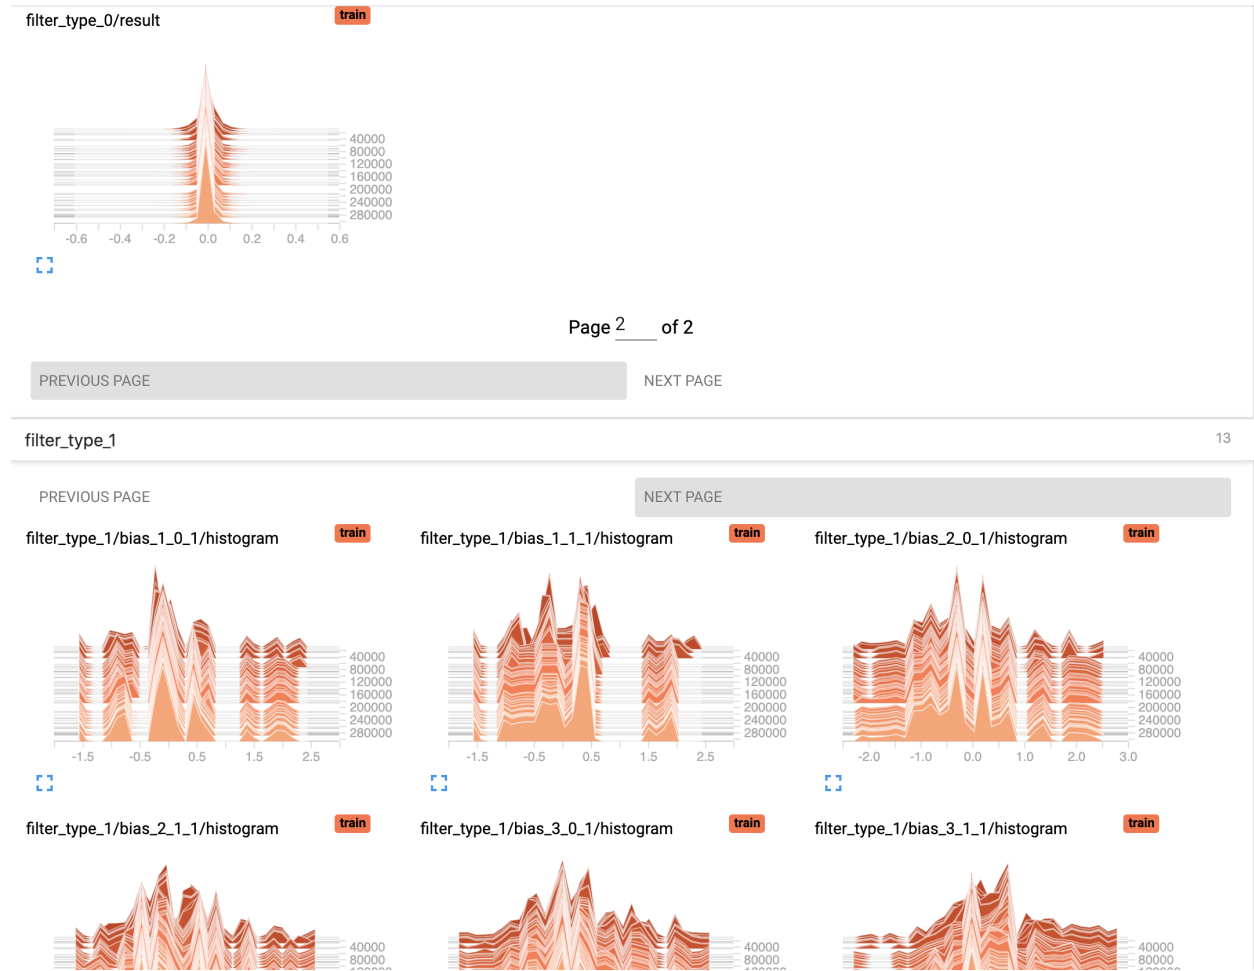 filter_type_0/result train
40000
80000
120000
160000
200000
240000
280000
-0.6 -0.4 -0.2 0.0 0.2 0.4 0.6
Page 2 of 2
PREVIOUS PAGE NEXT PAGE
filter_type_1 13
PREVIOUS PAGE NEXT PAGE
filter_type_1/bias_1_0_1/histogram train filter_type_1/bias_1_1_1/histogram train filter_type_1/bias_2_0_1/histogram train
40000 40000 40000
80000 80000 80000
120000 120000 120000
160000 160000 160000
200000 200000 200000
240000 240000 240000
280000 280000 280000
-1.5 -0.5 0.5 1.5 2.5 -1.5 -0.5 0.5 1.5 2.5 -2.0 -1.0 0.0 1.0 2.0 3.0
filter_type_1/bias_2_1_1/histogram train filter_type_1/bias_3_0_1/histogram train filter_type_1/bias_3_1_1/histogram train
40000 40000 40000
80000 80000 80000